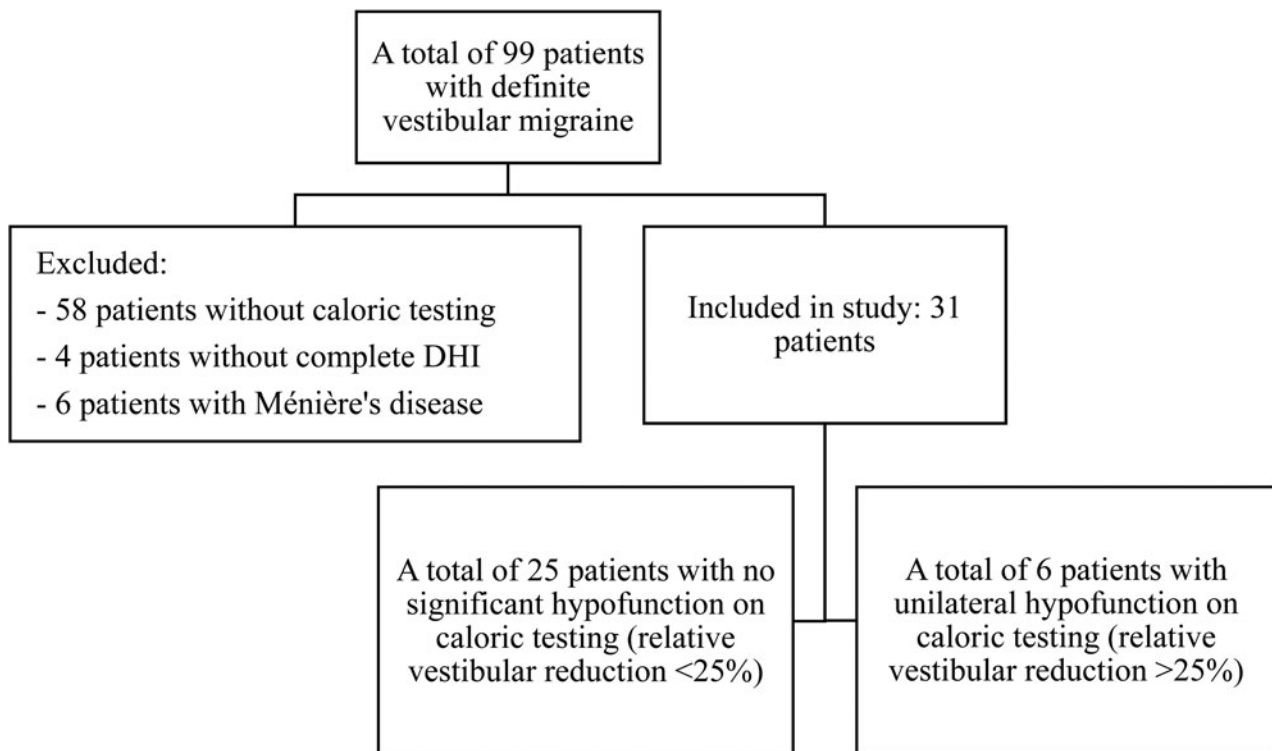 A total of 99 patients
with definite
vestibular migraine
Excluded:
- 58 patients without caloric testing
- 4 patients without complete DHI
- 6 patients with Ménière's disease
Included in study: 31
patients
A total of 25 patients with no
significant hypofunction on
caloric testing (relative
vestibular reduction <25%)
A total of 6 patients with
unilateral hypofunction on
caloric testing (relative
vestibular reduction >25%)